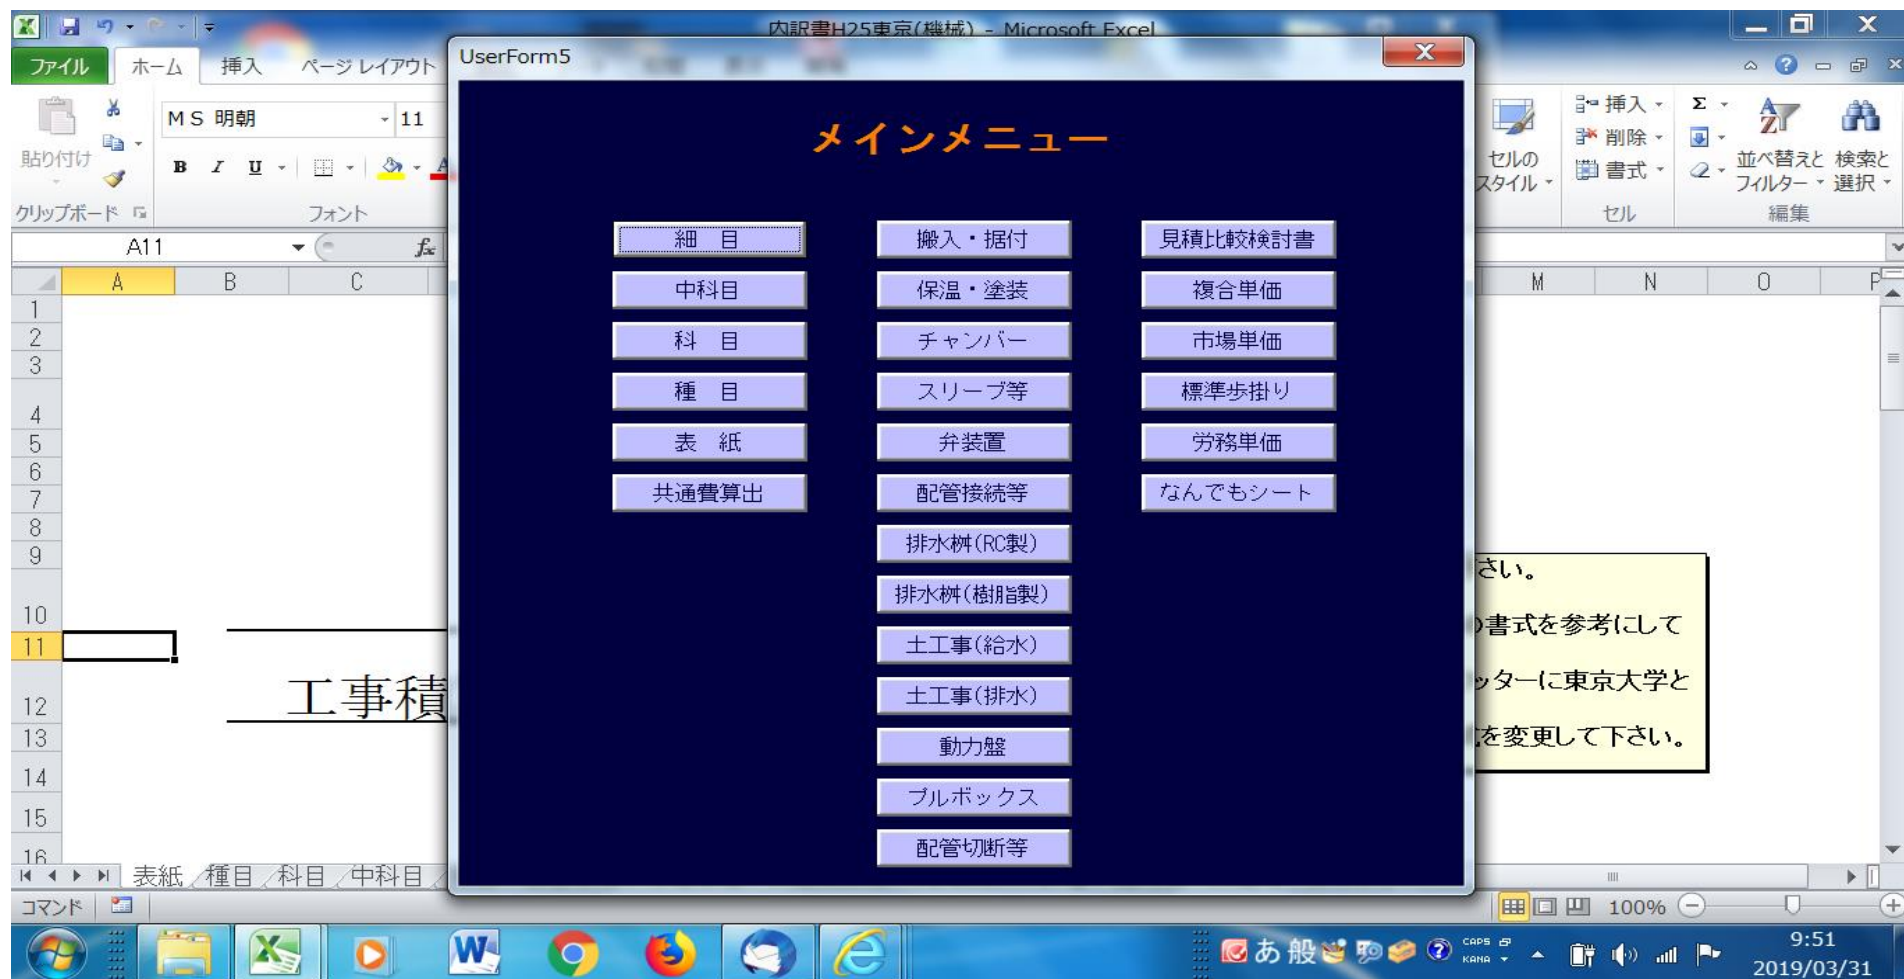 内訳書H25東京(機械) - Microsoft Excel
ファイル
ホーム
挿入
ページ レイアウト
貼り付け
クリップボード
ＭＳ 明朝
11
B I U
フォント
セルの
スタイル
挿入
削除
書式
セル
Σ
並べ替えと
フィルター
検索と
選択
編集
A11
fx
A B C M N O P
1
2
3
4
5
6
7
8
9
10
11
12
13
14
15
16
工事積
UserForm5
メインメニュー
細　目
中科目
科　目
種　目
表　紙
共通費算出
搬入・据付
保温・塗装
チャンバー
スリーブ等
弁装置
配管接続等
排水桝(RC製)
排水桝(樹脂製)
土工事(給水)
土工事(排水)
動力盤
プルボックス
配管切断等
見積比較検討書
複合単価
市場単価
標準歩掛り
労務単価
なんでもシート
さい。
の書式を参考にして
ッターに東京大学と
を変更して下さい。
表紙 種目 科目 中科目
コマンド
100%
あ 般
CAPS
KANA
9:51
2019/03/31